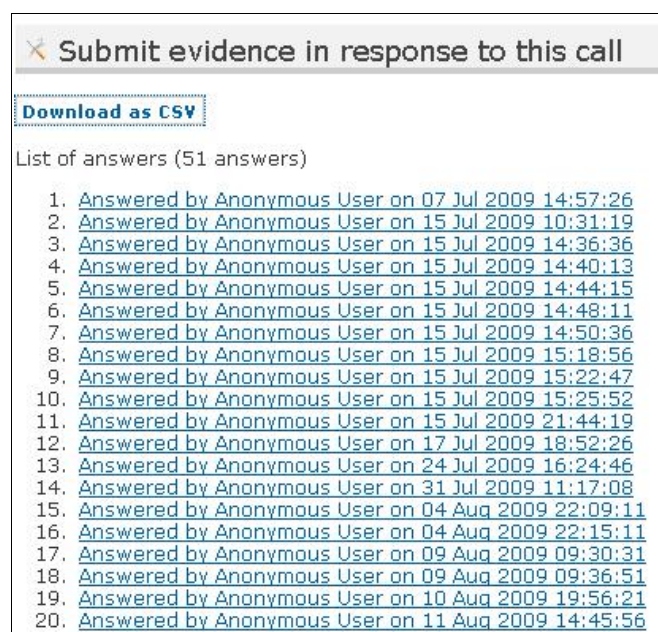 Submit evidence in response to this call
Download as CSV
List of answers (51 answers)
1. Answered by Anonymous User on 07 Jul 2009 14:57:26
2. Answered by Anonymous User on 15 Jul 2009 10:31:19
3. Answered by Anonymous User on 15 Jul 2009 14:36:36
4. Answered by Anonymous User on 15 Jul 2009 14:40:13
5. Answered by Anonymous User on 15 Jul 2009 14:44:15
6. Answered by Anonymous User on 15 Jul 2009 14:48:11
7. Answered by Anonymous User on 15 Jul 2009 14:50:36
8. Answered by Anonymous User on 15 Jul 2009 15:18:56
9. Answered by Anonymous User on 15 Jul 2009 15:22:47
10. Answered by Anonymous User on 15 Jul 2009 15:25:52
11. Answered by Anonymous User on 15 Jul 2009 21:44:19
12. Answered by Anonymous User on 17 Jul 2009 18:52:26
13. Answered by Anonymous User on 24 Jul 2009 16:24:46
14. Answered by Anonymous User on 31 Jul 2009 11:17:08
15. Answered by Anonymous User on 04 Aug 2009 22:09:11
16. Answered by Anonymous User on 04 Aug 2009 22:15:11
17. Answered by Anonymous User on 09 Aug 2009 09:30:31
18. Answered by Anonymous User on 09 Aug 2009 09:36:51
19. Answered by Anonymous User on 10 Aug 2009 19:56:21
20. Answered by Anonymous User on 11 Aug 2009 14:45:56